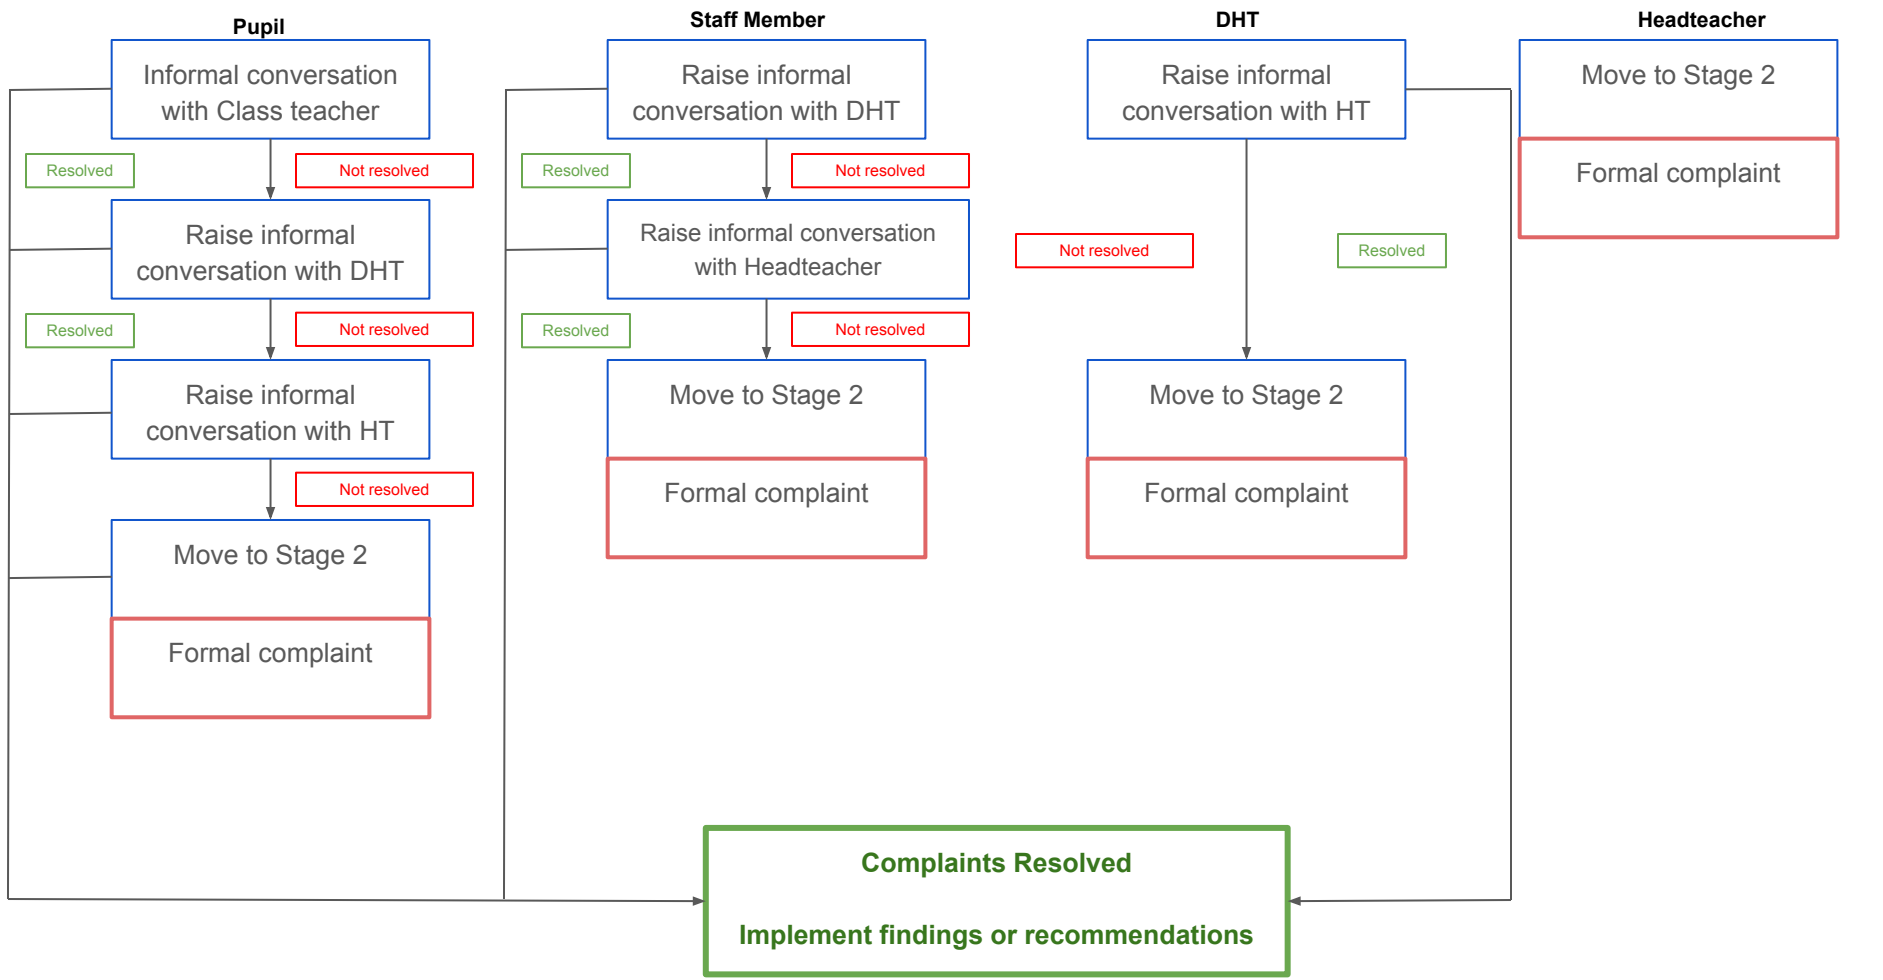 Pupil
Informal conversation
with Class teacher
Resolved
Not resolved
Raise informal
conversation with DHT
Resolved
Not resolved
Raise informal
conversation with HT
Not resolved
Move to Stage 2
Formal complaint
Staff Member
Raise informal
conversation with DHT
Resolved
Not resolved
Raise informal conversation
with Headteacher
Resolved
Not resolved
Move to Stage 2
Formal complaint
DHT
Raise informal
conversation with HT
Not resolved
Resolved
Move to Stage 2
Formal complaint
Headteacher
Move to Stage 2
Formal complaint
Complaints Resolved
Implement findings or recommendations